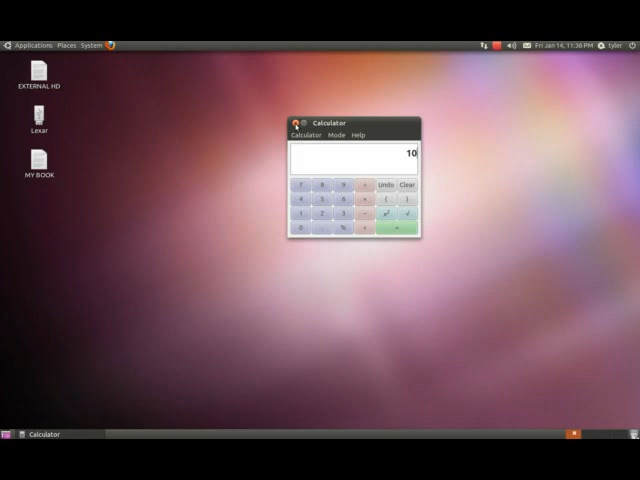 Applications Places System
Fri Jan 14, 11:36 PM tyler
EXTERNAL HD
Lexar
MY BOOK
Calculator
Calculator Mode Help
10
7 8 9 Undo Clear
4 5 6 ( )
1 2 3 − x² √
0 . % + =
Calculator